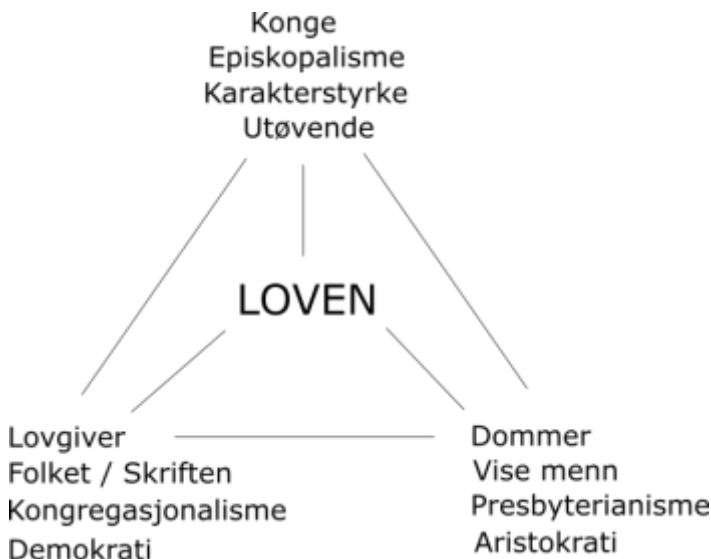 Konge
Episkopalisme
Karakterstyrke
Utøvende
LOVEN
Lovgiver
Folket / Skriften
Kongregasjonalisme
Demokrati
Dommer
Vise menn
Presbyterianisme
Aristokrati